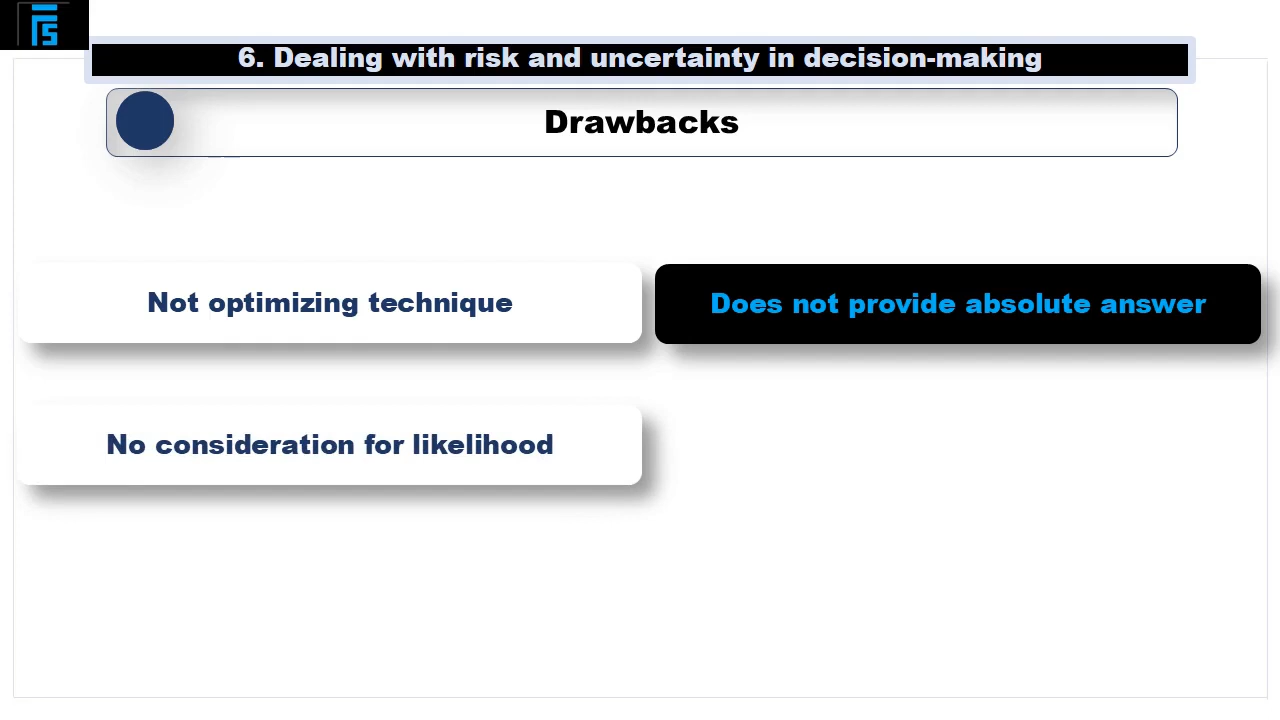 6. Dealing with risk and uncertainty in decision-making
Drawbacks
Not optimizing technique
Does not provide absolute answer
No consideration for likelihood